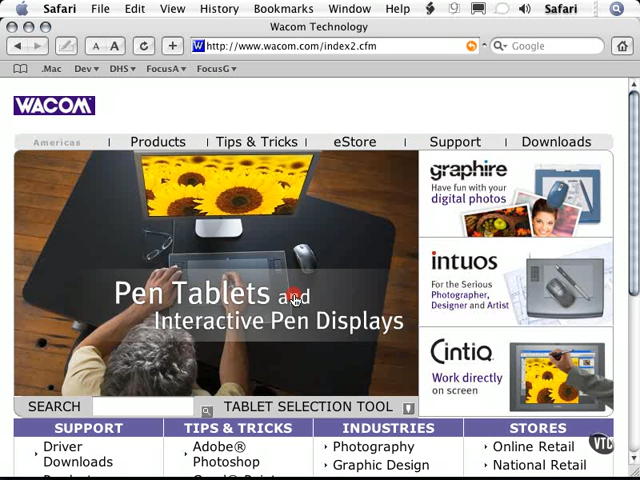 Safari File Edit View History Bookmarks Window Help Safari
Wacom Technology
A A http://www.wacom.com/index2.cfm Google
.Mac Dev DHS FocusA FocusG
WACOM
Americas Products Tips & Tricks eStore Support Downloads
graphire
Have fun with your
digital photos
intuos
For the Serious
Photographer,
Designer and Artist
Pen Tablets and
Interactive Pen Displays
Cintiq
Work directly
on screen
SEARCH TABLET SELECTION TOOL
SUPPORT TIPS & TRICKS INDUSTRIES STORES
Driver
Downloads
Adobe®
Photoshop
Photography
Graphic Design
Online Retail
National Retail
VTC